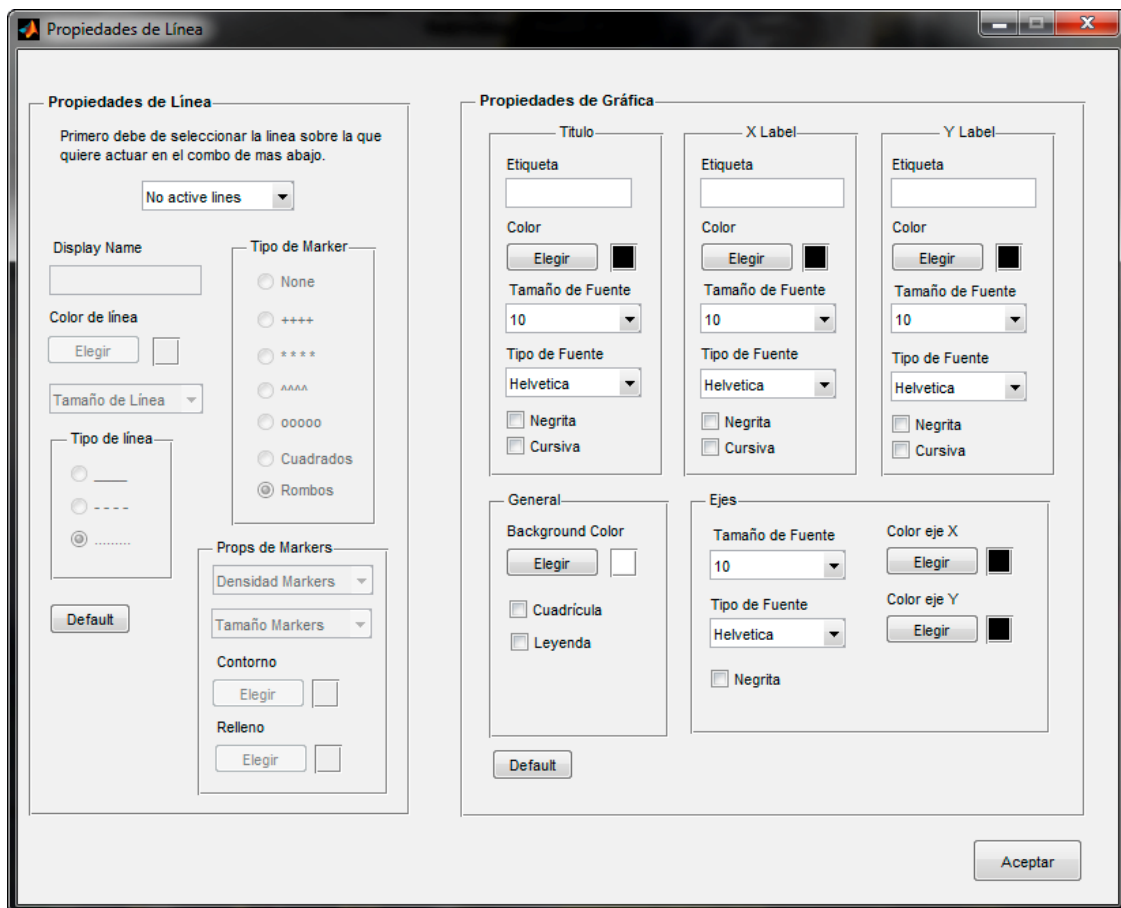 Propiedades de Línea
Propiedades de Línea
Primero debe de seleccionar la linea sobre la que
quiere actuar en el combo de mas abajo.
No active lines
Display Name
Color de línea
Elegir
Tamaño de Línea
Tipo de línea
____
- - - -
.........
Default
Tipo de Marker
None
++++
* * * *
^^^^
ooooo
Cuadrados
Rombos
Props de Markers
Densidad Markers
Tamaño Markers
Contorno
Elegir
Relleno
Elegir
Propiedades de Gráfica
Titulo
Etiqueta
Color
Elegir
Tamaño de Fuente
10
Tipo de Fuente
Helvetica
Negrita
Cursiva
X Label
Etiqueta
Color
Elegir
Tamaño de Fuente
10
Tipo de Fuente
Helvetica
Negrita
Cursiva
Y Label
Etiqueta
Color
Elegir
Tamaño de Fuente
10
Tipo de Fuente
Helvetica
Negrita
Cursiva
General
Background Color
Elegir
Cuadrícula
Leyenda
Ejes
Tamaño de Fuente
10
Tipo de Fuente
Helvetica
Negrita
Color eje X
Elegir
Color eje Y
Elegir
Default
Aceptar